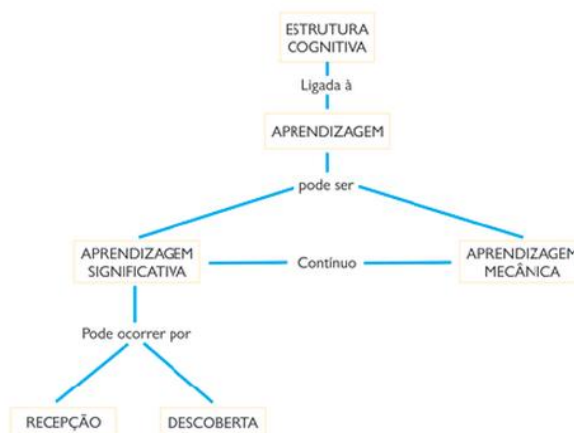 ESTRUTURA
COGNITIVA
Ligada à
APRENDIZAGEM
pode ser
APRENDIZAGEM
SIGNIFICATIVA
Contínuo
APRENDIZAGEM
MECÂNICA
Pode ocorrer por
RECEPÇÃO
DESCOBERTA